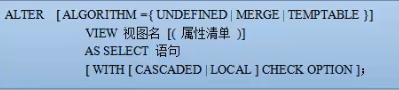 ALTER [ALGORITHM ={ UNDEFINED | MERGE | TEMPTABLE }]
VIEW 视图名 [( 属性清单 )]
AS SELECT 语句
[ WITH [ CASCADED | LOCAL ] CHECK OPTION ];